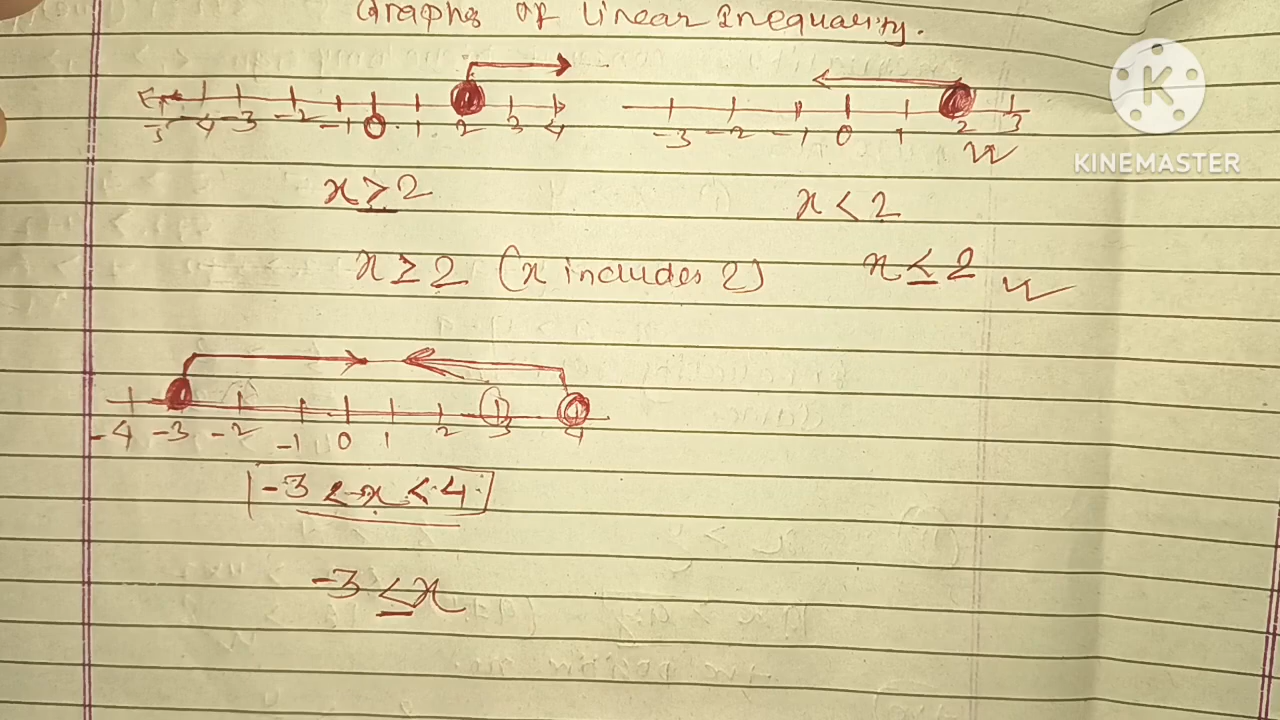 Graphs of Linear Inequality.
-4 -3 -2 -1 0 1 2 3 4
-3 -2 -1 0 1 2 3
K
KINEMASTER
x ≥ 2
x < 2
x ≥ 2 (x includes 2)
x ≤ 2
-4 -3 -2 -1 0 1 2 3 4
-3 < x < 4
-3 ≤ x